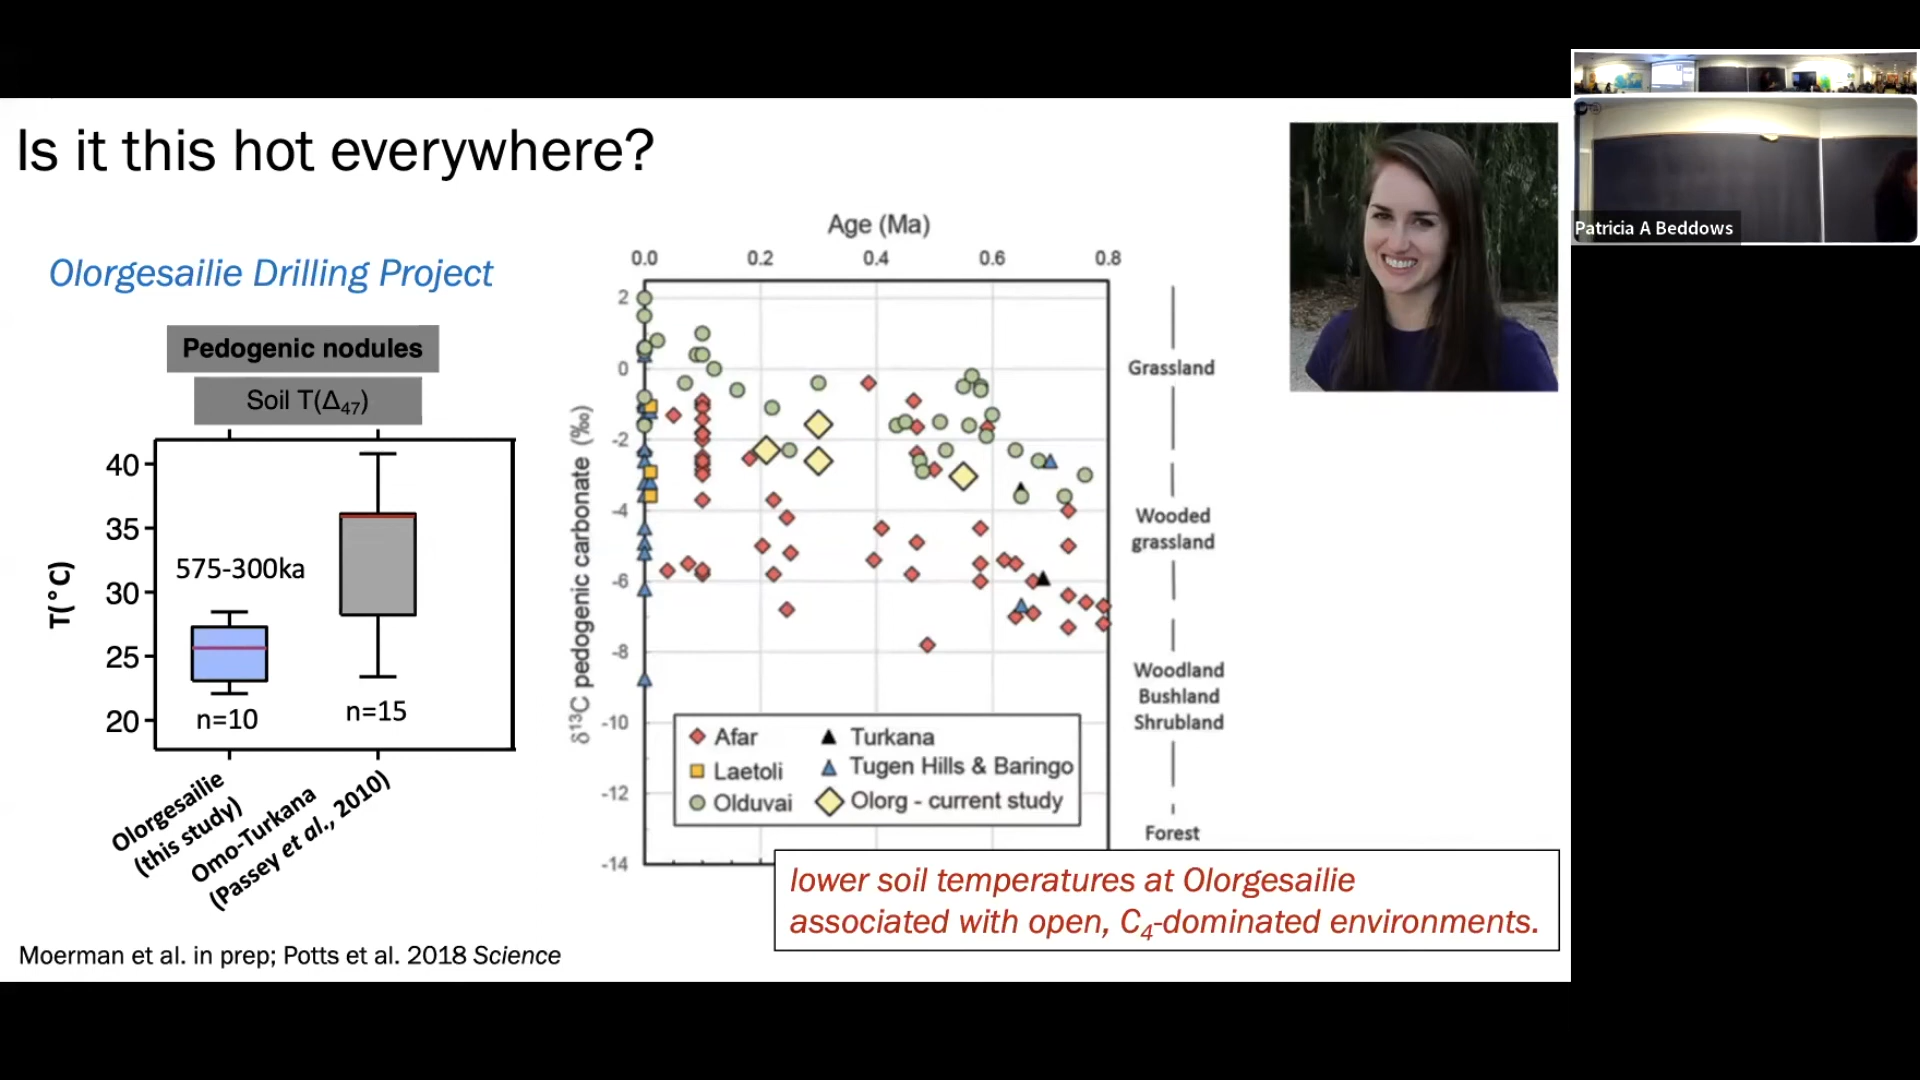 Is it this hot everywhere?
Olorgesailie Drilling Project
Pedogenic nodules
Soil T(Δ47)
T(°C)
40
35
30
25
20
575-300ka
n=10
n=15
Olorgesailie
(this study)
Omo-Turkana
(Passey et al., 2010)
Age (Ma)
0.0 0.2 0.4 0.6 0.8
δ13C pedogenic carbonate (‰)
2
0
-2
-4
-6
-8
-10
-12
-14
Afar
Laetoli
Olduvai
Turkana
Tugen Hills & Baringo
Olorg - current study
Grassland
Wooded
grassland
Woodland
Bushland
Shrubland
Forest
lower soil temperatures at Olorgesailie
associated with open, C4-dominated environments.
Moerman et al. in prep; Potts et al. 2018 Science
Patricia A Beddows